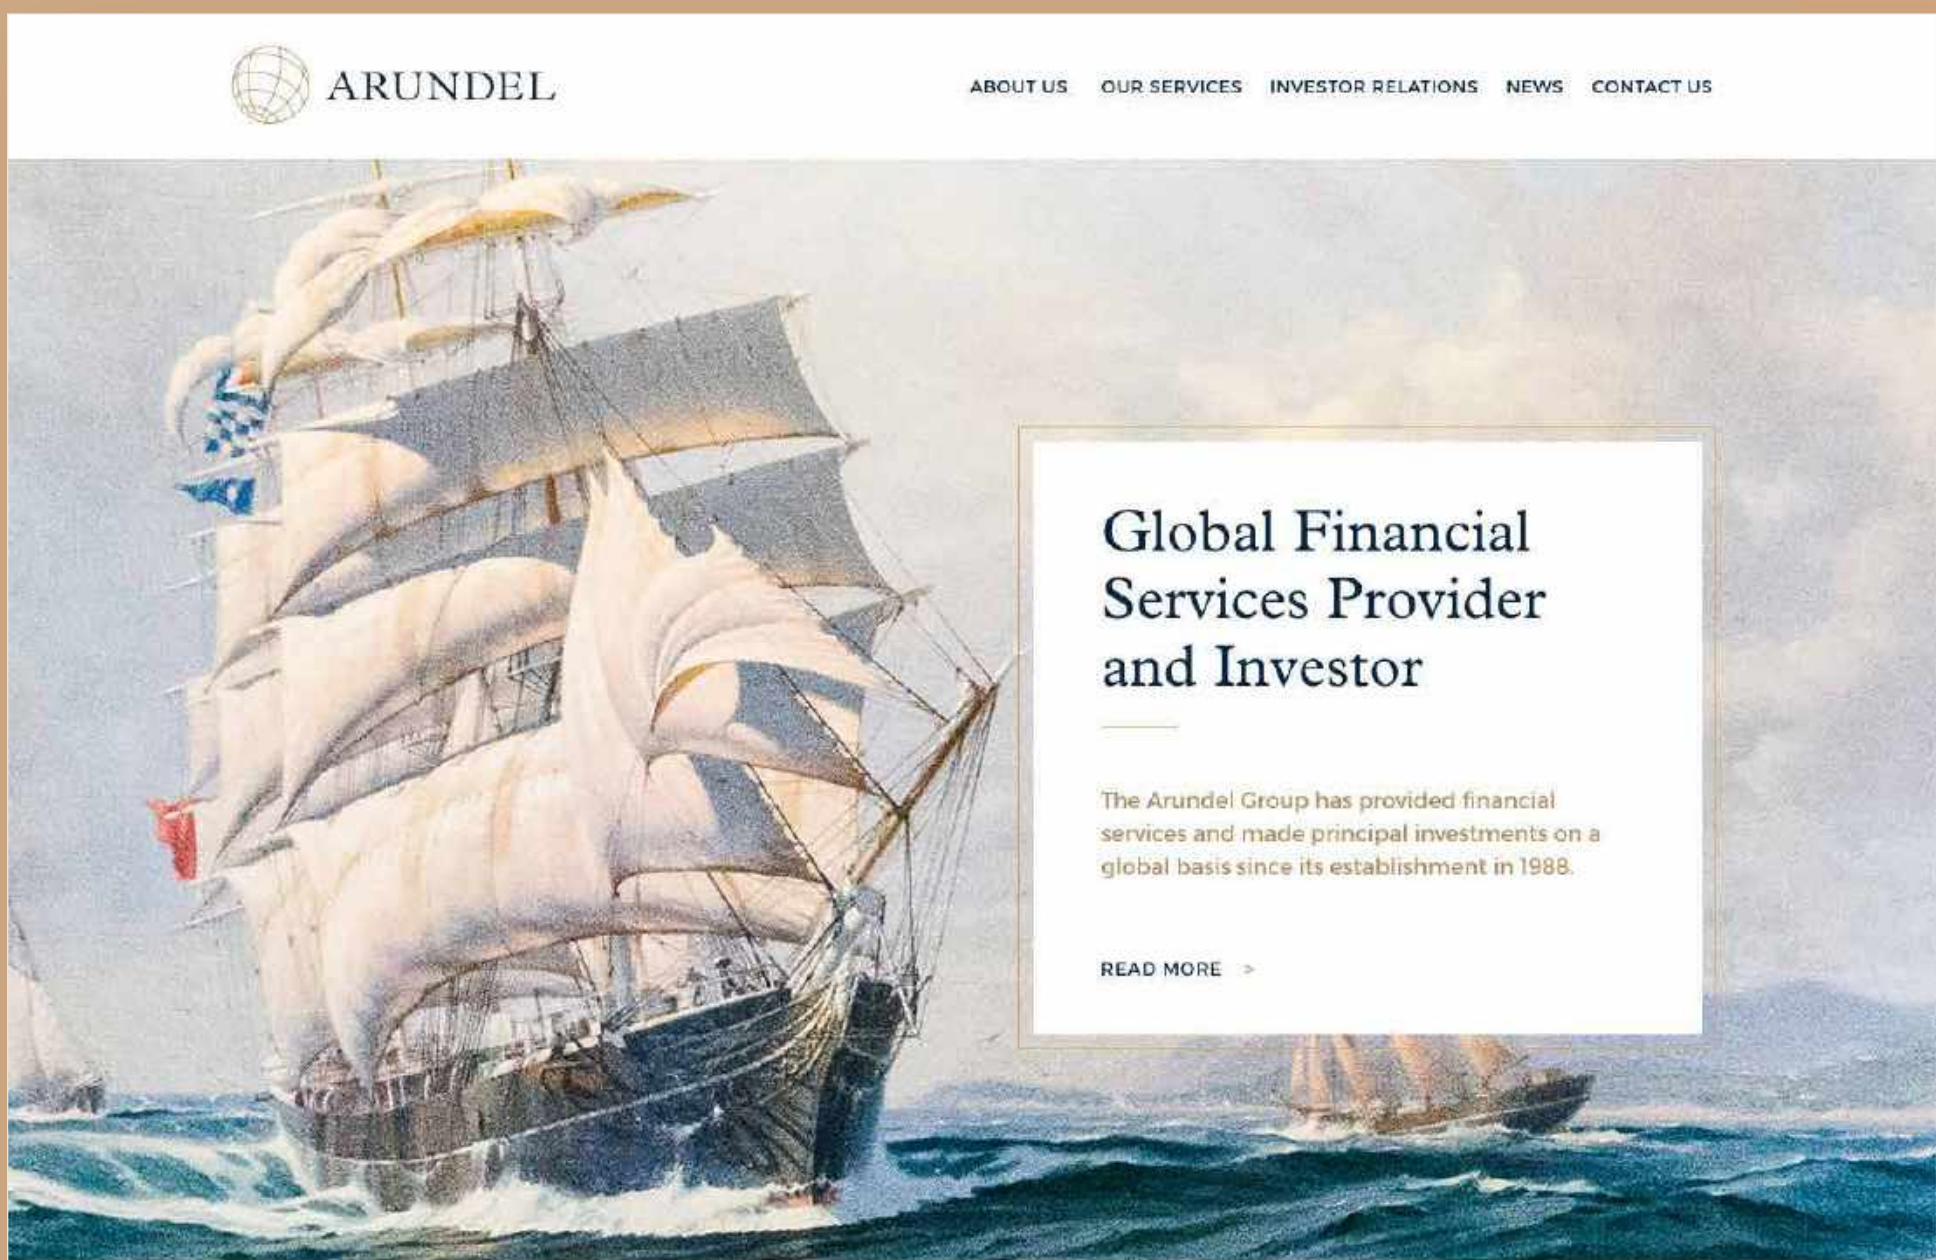 ARUNDEL
ABOUT US OUR SERVICES INVESTOR RELATIONS NEWS CONTACT US
Global Financial
Services Provider
and Investor
The Arundel Group has provided financial
services and made principal investments on a
global basis since its establishment in 1988.
READ MORE >